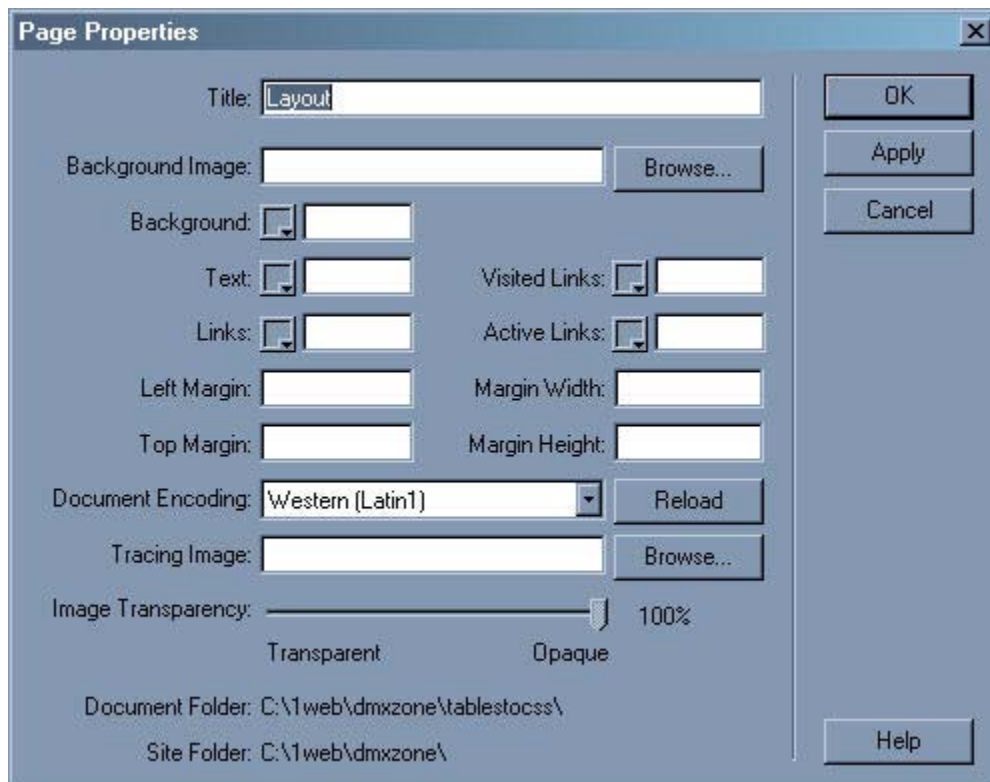 Page Properties
Title: Layout
OK
Background Image:
Browse...
Apply
Background:
Cancel
Text:
Visited Links:
Links:
Active Links:
Left Margin:
Margin Width:
Top Margin:
Margin Height:
Document Encoding: Western (Latin1)
Reload
Tracing Image:
Browse...
Image Transparency:
100%
Transparent
Opaque
Document Folder: C:\1web\dmxzone\tablestocss\
Site Folder: C:\1web\dmxzone\
Help